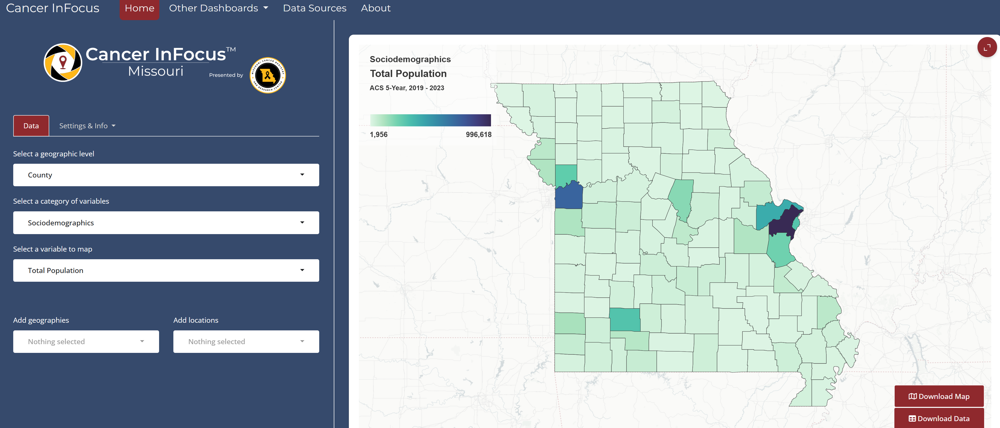 Cancer InFocus
Home
Other Dashboards
Data Sources
About
Cancer InFocus™
Missouri
Presented by
MISSOURI CANCER REGISTRY
AND RESEARCH CENTER
Data
Settings & Info
Select a geographic level
County
Select a category of variables
Sociodemographics
Select a variable to map
Total Population
Add geographies
Add locations
Nothing selected
Nothing selected
Sociodemographics
Total Population
ACS 5-Year, 2019 - 2023
1,956
996,618
Download Map
Download Data